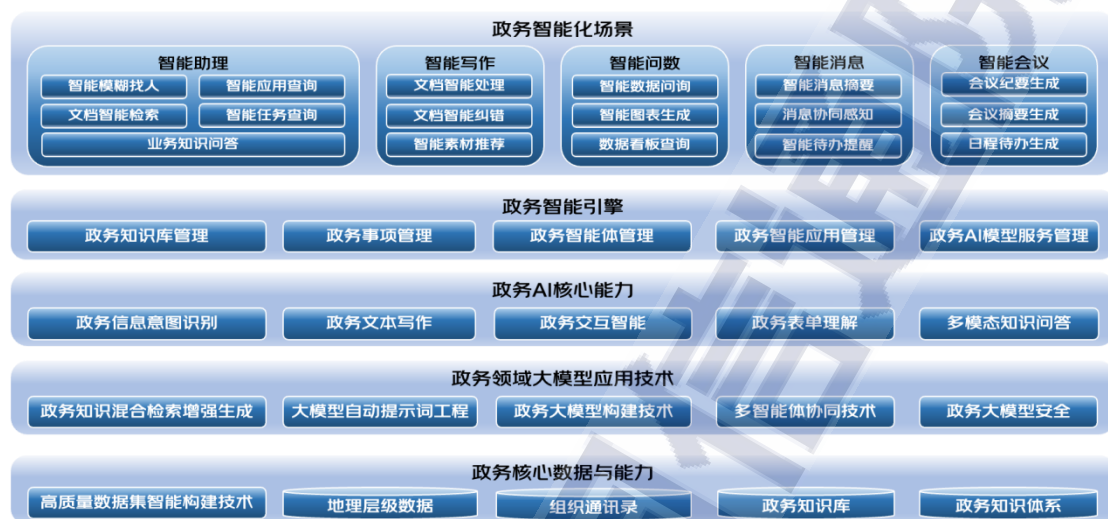 政务智能化场景
智能助理
智能模糊找人 智能应用查询
文档智能检索 智能任务查询
业务知识问答
智能写作
文档智能处理
文档智能纠错
智能素材推荐
智能问数
智能数据问询
智能图表生成
数据看板查询
智能消息
智能消息摘要
消息协同感知
智能待办提醒
智能会议
会议纪要生成
会议摘要生成
日程待办生成
政务智能引擎
政务知识库管理 政务事项管理 政务智能体管理 政务智能应用管理 政务AI模型服务管理
政务AI核心能力
政务信息意图识别 政务文本写作 政务交互智能 政务表单理解 多模态知识问答
政务领域大模型应用技术
政务知识混合检索增强生成 大模型自动提示词工程 政务大模型构建技术 多智能体协同技术 政务大模型安全
政务核心数据与能力
高质量数据集智能构建技术 地理层级数据 组织通讯录 政务知识库 政务知识体系